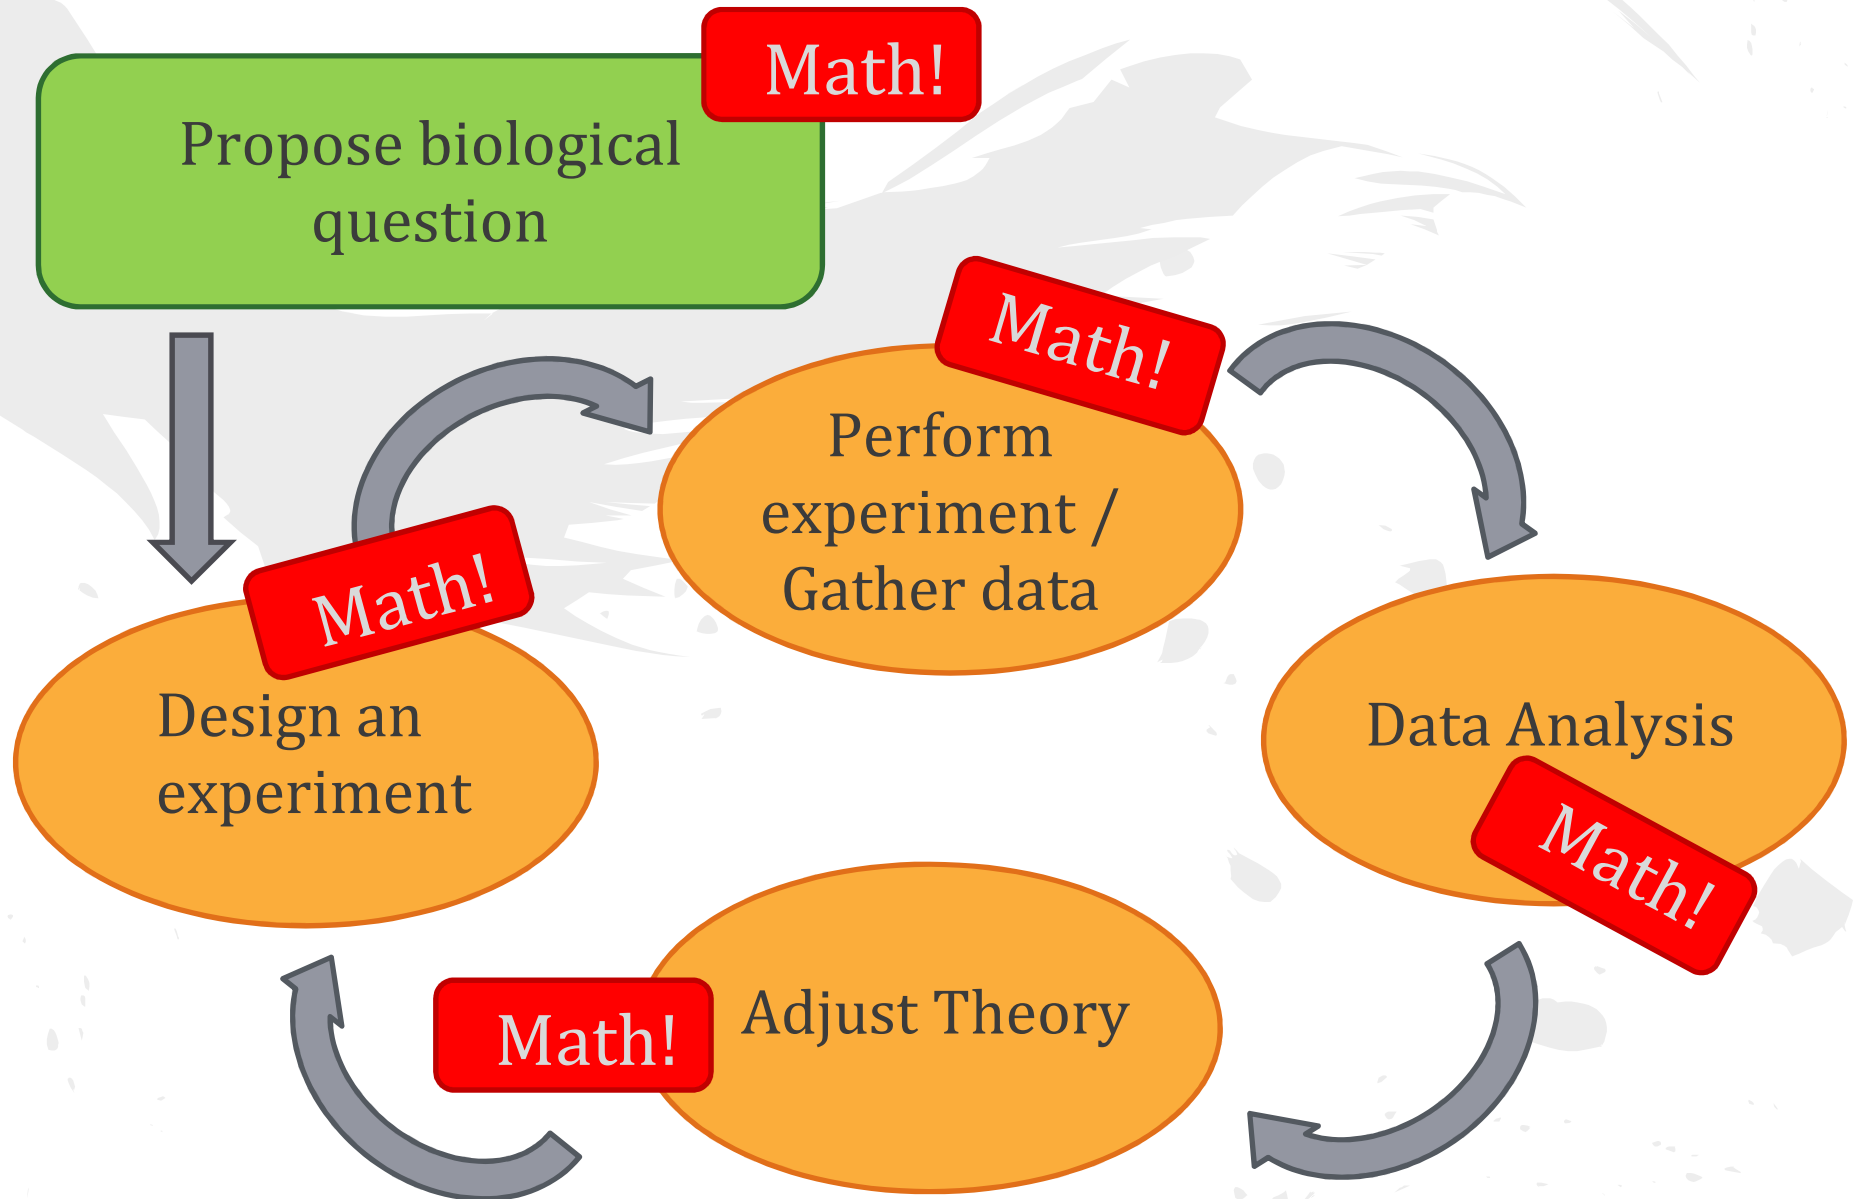 Math!
Propose biological
question
Math!
Perform
experiment /
Gather data
Math!
Design an
experiment
Data Analysis
Math!
Math!
Adjust Theory